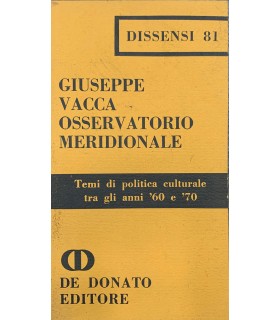 DISSENSI 81
GIUSEPPE
VACCA
OSSERVATORIO
MERIDIONALE
Temi di politica culturale
tra gli anni '60 e '70
DE DONATO
EDITORE